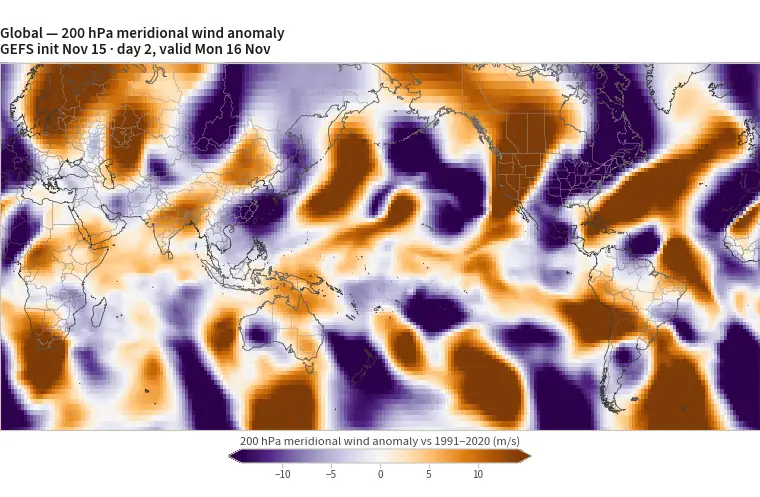 Global — 200 hPa meridional wind anomaly
GEFS init Nov 15 · day 2, valid Mon 16 Nov
200 hPa meridional wind anomaly vs 1991–2020 (m/s)
−10 −5 0 5 10